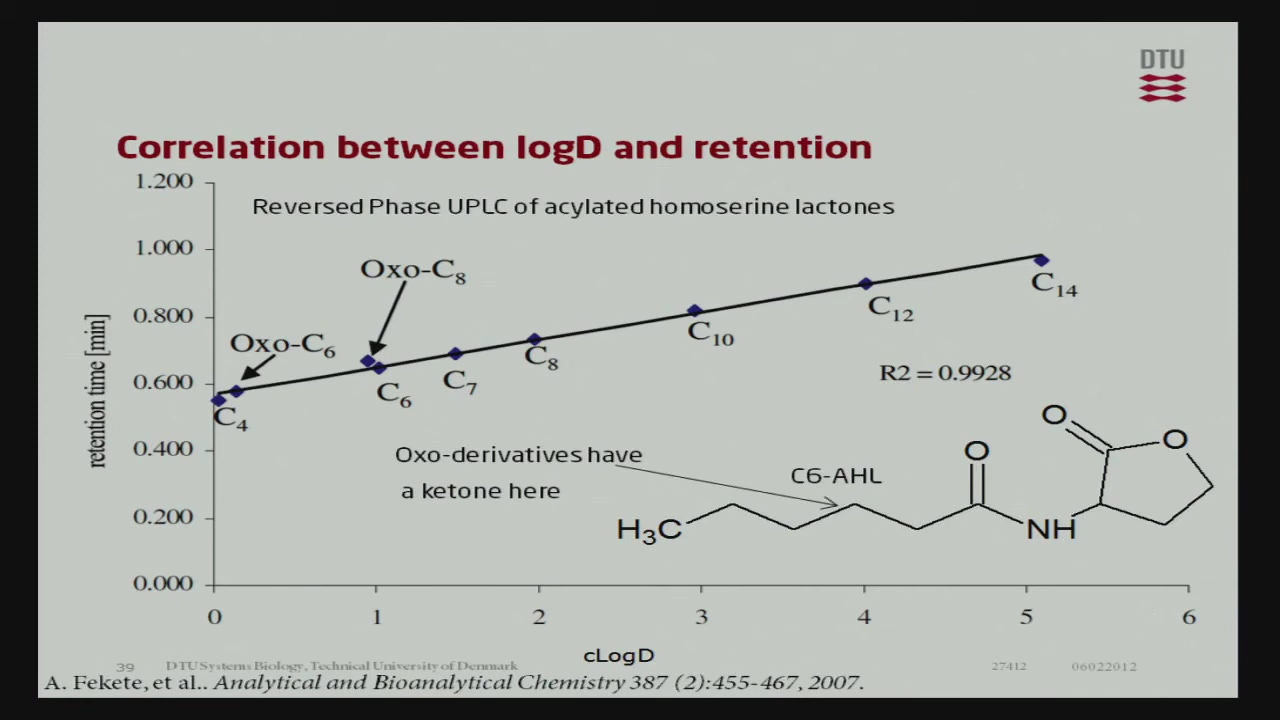 DTU
Correlation between logD and retention
1.200
Reversed Phase UPLC of acylated homoserine lactones
1.000
Oxo-C8
0.800
Oxo-C6
0.600
0.400
0.200
0.000
retention time [min]
C4
C6
C7
C8
C10
C12
C14
R2 = 0.9928
Oxo-derivatives have
a ketone here
C6-AHL
O
O
O
H3C
NH
0 1 2 3 4 5 6
cLogD
39 DTU Systems Biology, Technical University of Denmark 27412 06022012
A. Fekete, et al.. Analytical and Bioanalytical Chemistry 387 (2):455-467, 2007.